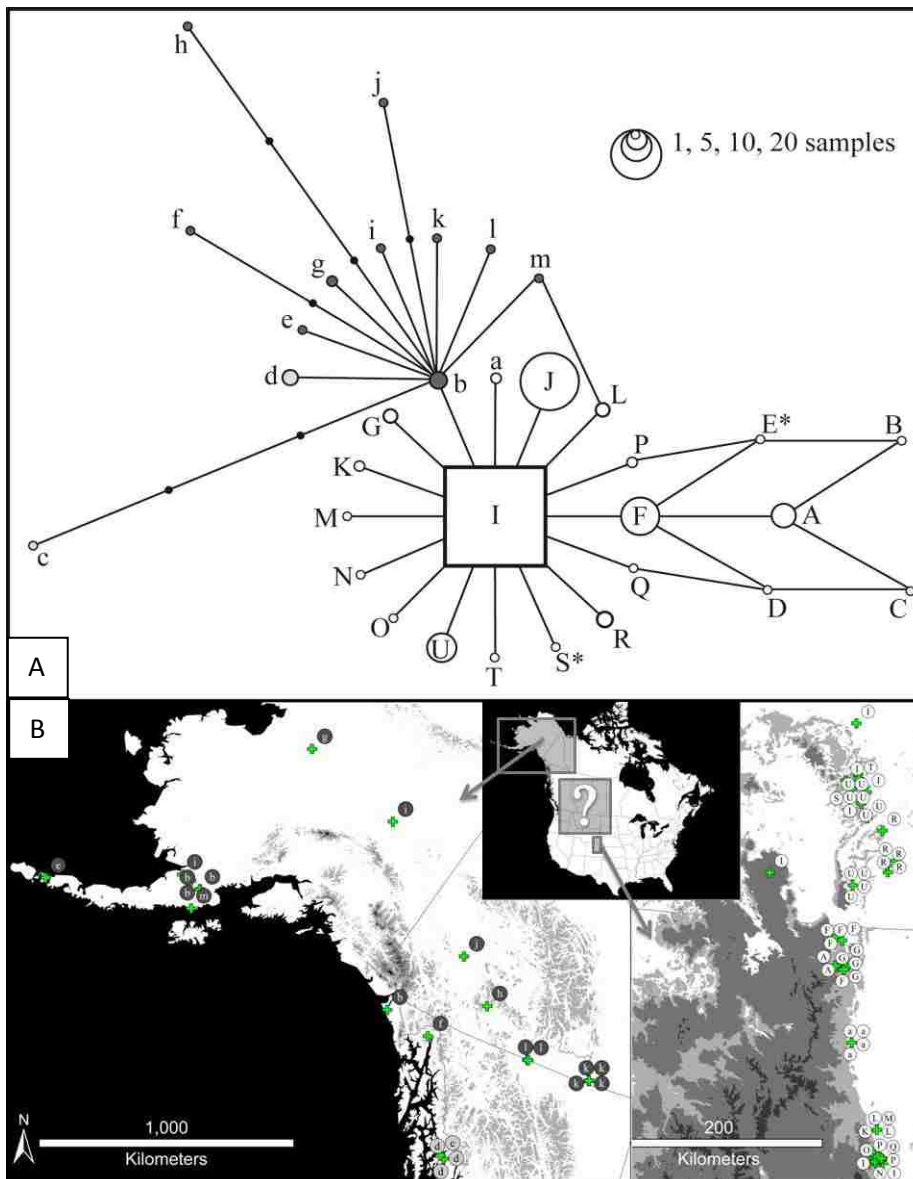 h
j
1, 5, 10, 20 samples
f
i k l
g m
e
d b a J L
G E* B
K P
M I F A
N Q
O D C
U R
T S*
c
A
B
g
I
I T
U U I
S U U
I U U
R
R R
R R
I
U U
U U
U
F F F
F G
A G G
A F G
a a
a a
?
e
b b
b m
j
h
b
f
l l
k k
k k
d c
d d
d
L M
K L
P Q
O P
I N I
N
1,000
Kilometers
200
Kilometers